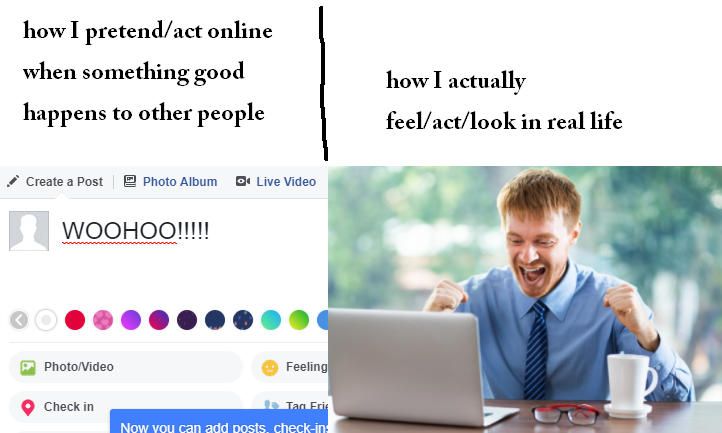 how I pretend/act online
when something good
happens to other people
how I actually
feel/act/look in real life
Create a Post Photo Album Live Video
WOOHOO!!!!!
Photo/Video Feeling
Check in Tag Frie
Now you can add posts, check-ins